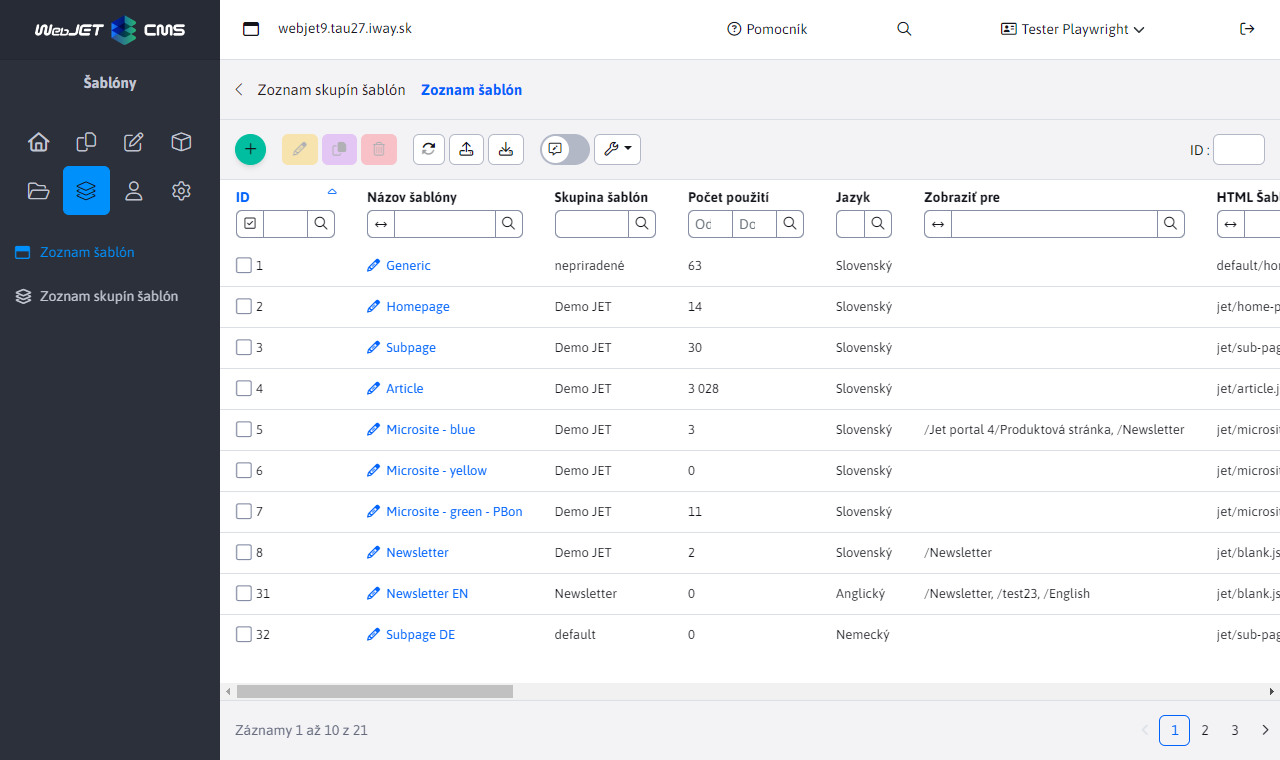 WebJET CMS
webjet9.tau27.iway.sk
Pomocník
Tester Playwright
Šablóny
Zoznam skupín šablón
Zoznam šablón
ID :
Zoznam šablón
Zoznam skupín šablón
ID
Názov šablóny
Skupina šablón
Počet použití
Jazyk
Zobraziť pre
HTML Šabl
Od
Do
1 Generic nepriradené 63 Slovenský default/hom
2 Homepage Demo JET 14 Slovenský jet/home-p
3 Subpage Demo JET 30 Slovenský jet/sub-pag
4 Article Demo JET 3 028 Slovenský jet/article.j
5 Microsite - blue Demo JET 3 Slovenský /Jet portal 4/Produktová stránka, /Newsletter jet/microsit
6 Microsite - yellow Demo JET 0 Slovenský jet/microsit
7 Microsite - green - PBon Demo JET 11 Slovenský jet/microsit
8 Newsletter Demo JET 2 Slovenský /Newsletter jet/blank.js
31 Newsletter EN Newsletter 0 Anglický /Newsletter, /test23, /English jet/blank.js
32 Subpage DE default 0 Nemecký jet/sub-pag
Záznamy 1 až 10 z 21
1 2 3